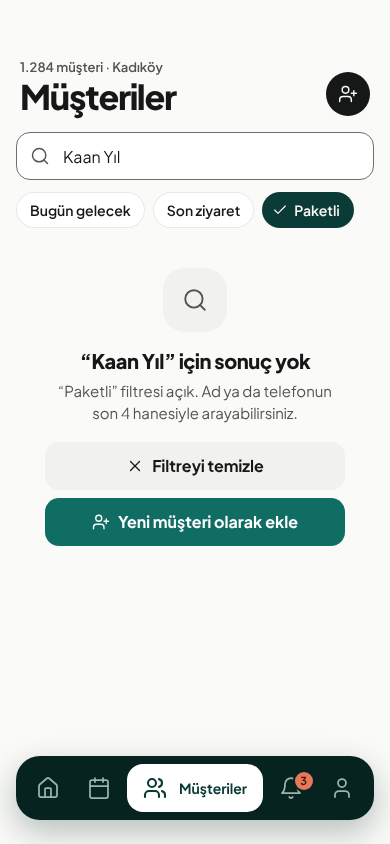 1.284 müşteri · Kadıköy
Müşteriler
Kaan Yıl
Bugün gelecek
Son ziyaret
Paketli
“Kaan Yıl” için sonuç yok
“Paketli” filtresi açık. Ad ya da telefonun
son 4 hanesiyle arayabilirsiniz.
Filtreyi temizle
Yeni müşteri olarak ekle
Müşteriler
3